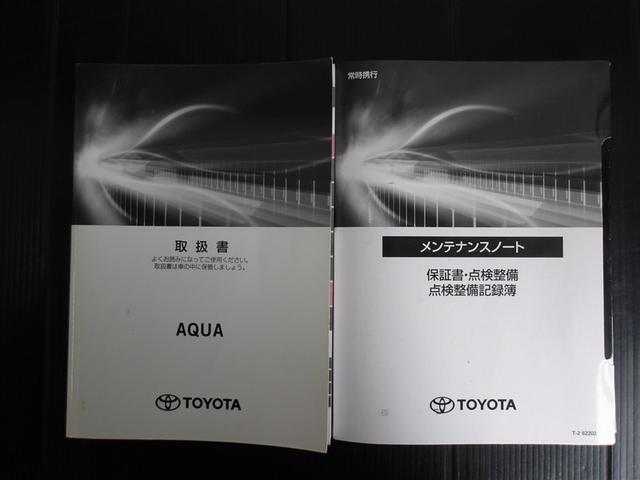 取扱書
よくお読みになってご使用ください。
取扱書は車の中に保管しましょう。
AQUA
TOYOTA
常時携行
メンテナンスノート
保証書・点検整備
点検整備記録簿
TOYOTA
T-2 62202